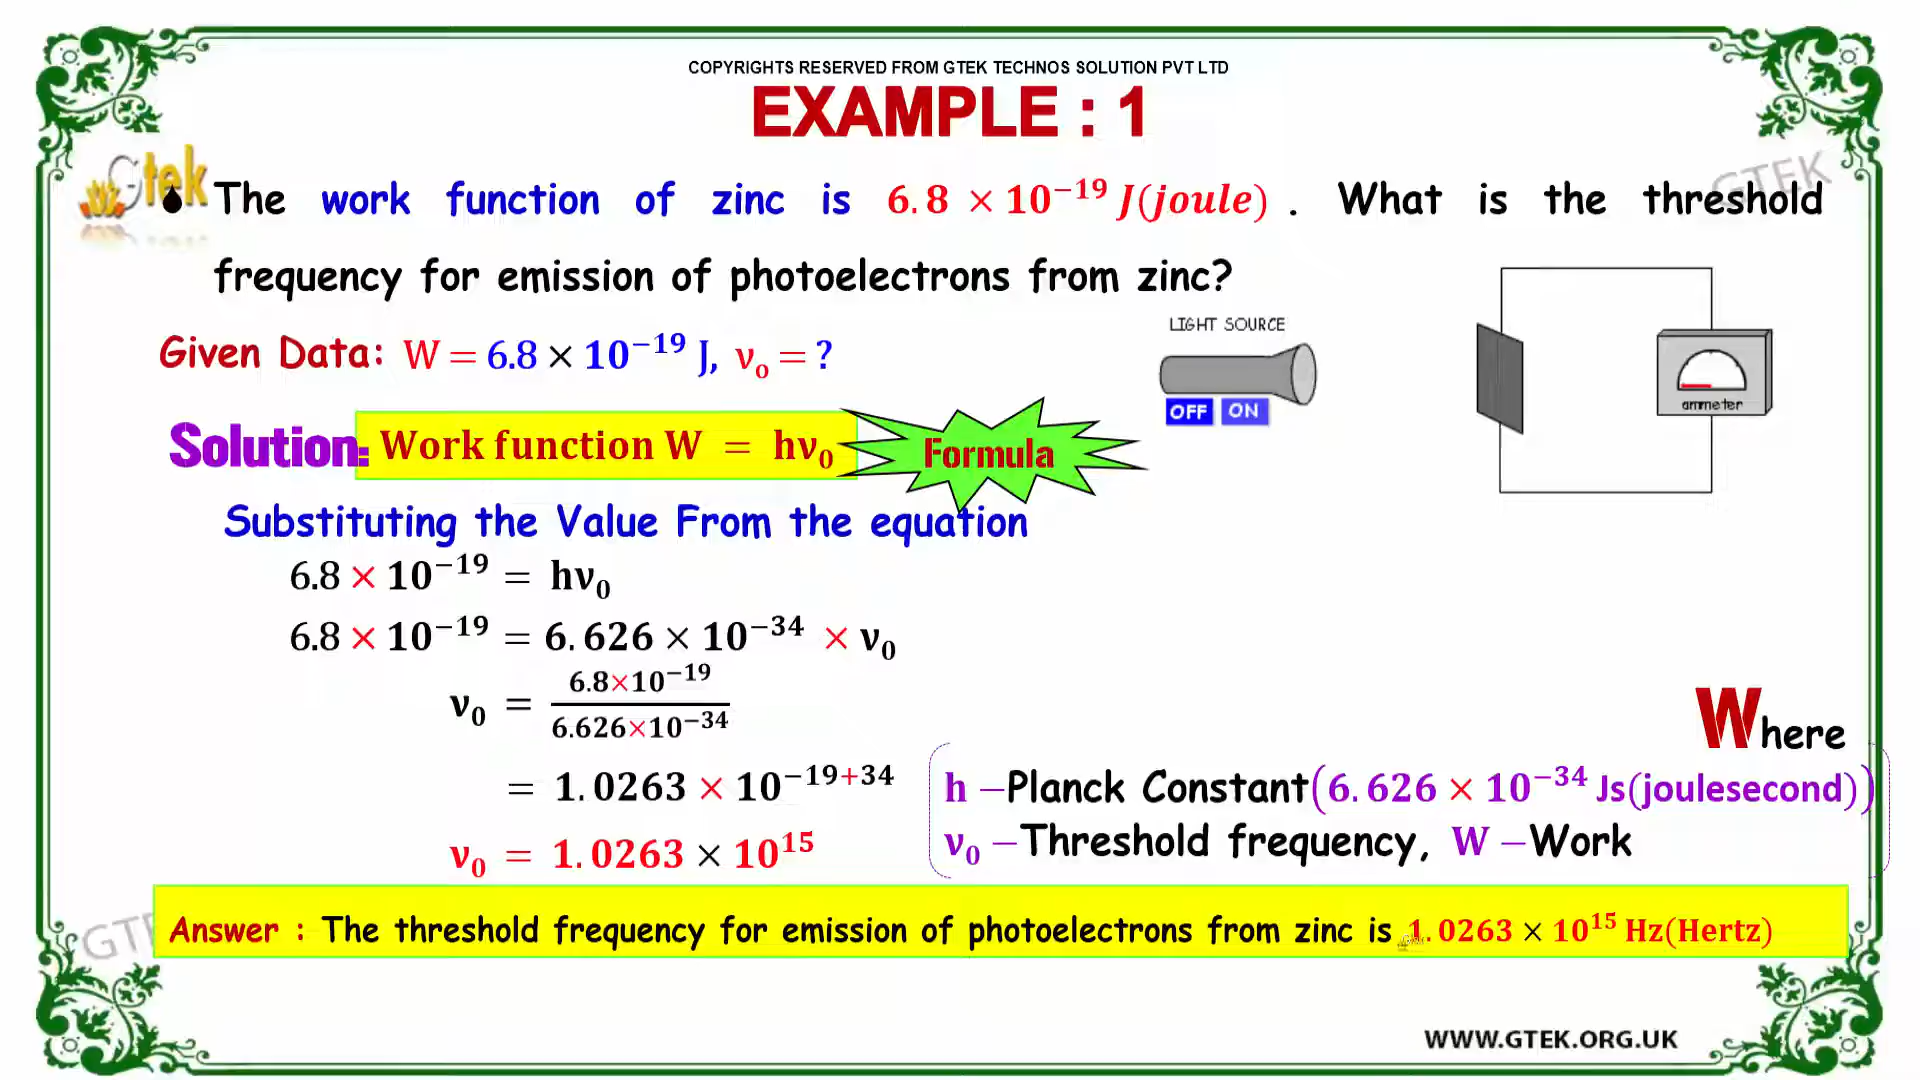 COPYRIGHTS RESERVED FROM GTEK TECHNOS SOLUTION PVT LTD
EXAMPLE : 1
Gtek
GTEK
The work function of zinc is 6.8 × 10⁻¹⁹ J(joule) . What is the threshold
frequency for emission of photoelectrons from zinc?
LIGHT SOURCE
OFF ON
ammeter
Given Data: W = 6.8 × 10⁻¹⁹ J, ν₀ = ?
Solution: Work function W = hν₀
Formula
Substituting the Value From the equation
6.8 × 10⁻¹⁹ = hν₀
6.8 × 10⁻¹⁹ = 6.626 × 10⁻³⁴ × ν₀
ν₀ = 6.8×10⁻¹⁹ / 6.626×10⁻³⁴
= 1.0263 × 10⁻¹⁹⁺³⁴
ν₀ = 1.0263 × 10¹⁵
Where
h –Planck Constant(6.626 × 10⁻³⁴ Js(joulesecond))
ν₀ –Threshold frequency, W –Work
GTEK
Answer : The threshold frequency for emission of photoelectrons from zinc is 1.0263 × 10¹⁵ Hz(Hertz)
WWW.GTEK.ORG.UK